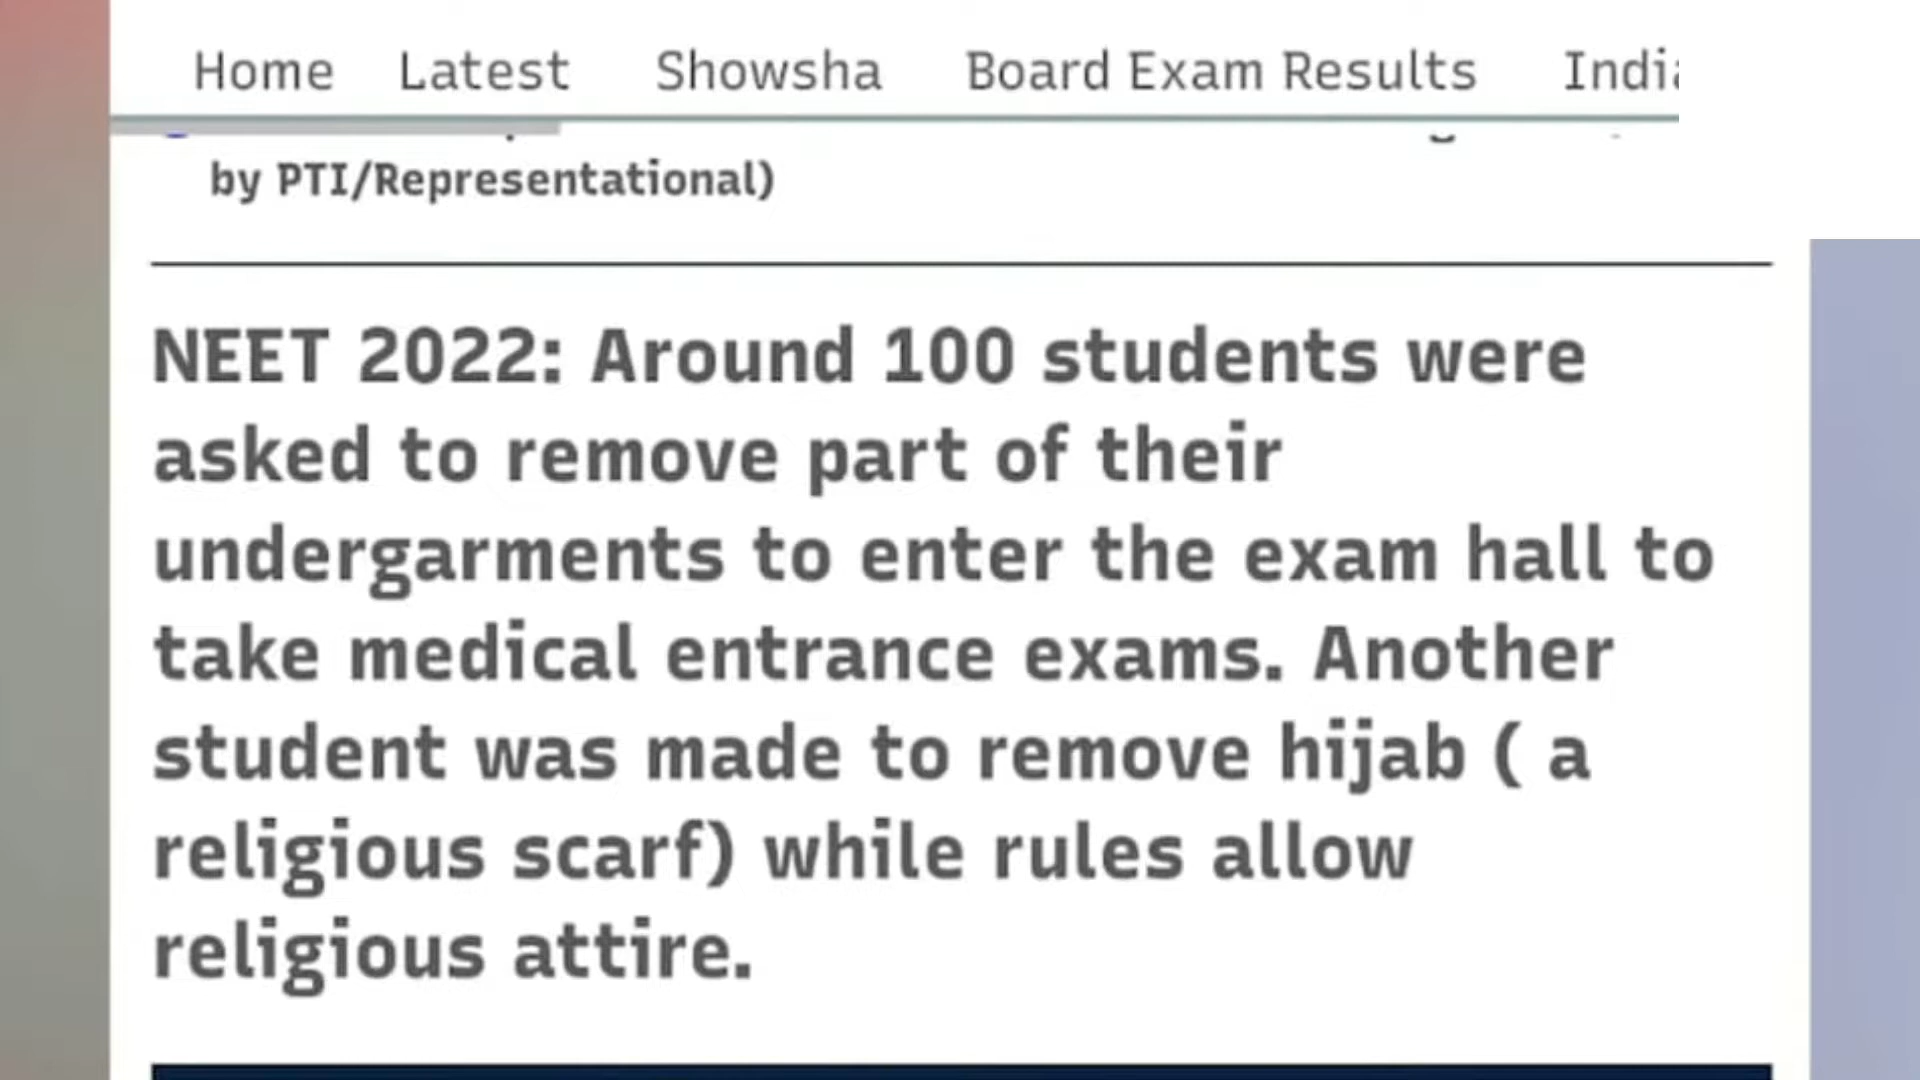 Home Latest Showsha Board Exam Results India
by PTI/Representational)
NEET 2022: Around 100 students were
asked to remove part of their
undergarments to enter the exam hall to
take medical entrance exams. Another
student was made to remove hijab ( a
religious scarf) while rules allow
religious attire.